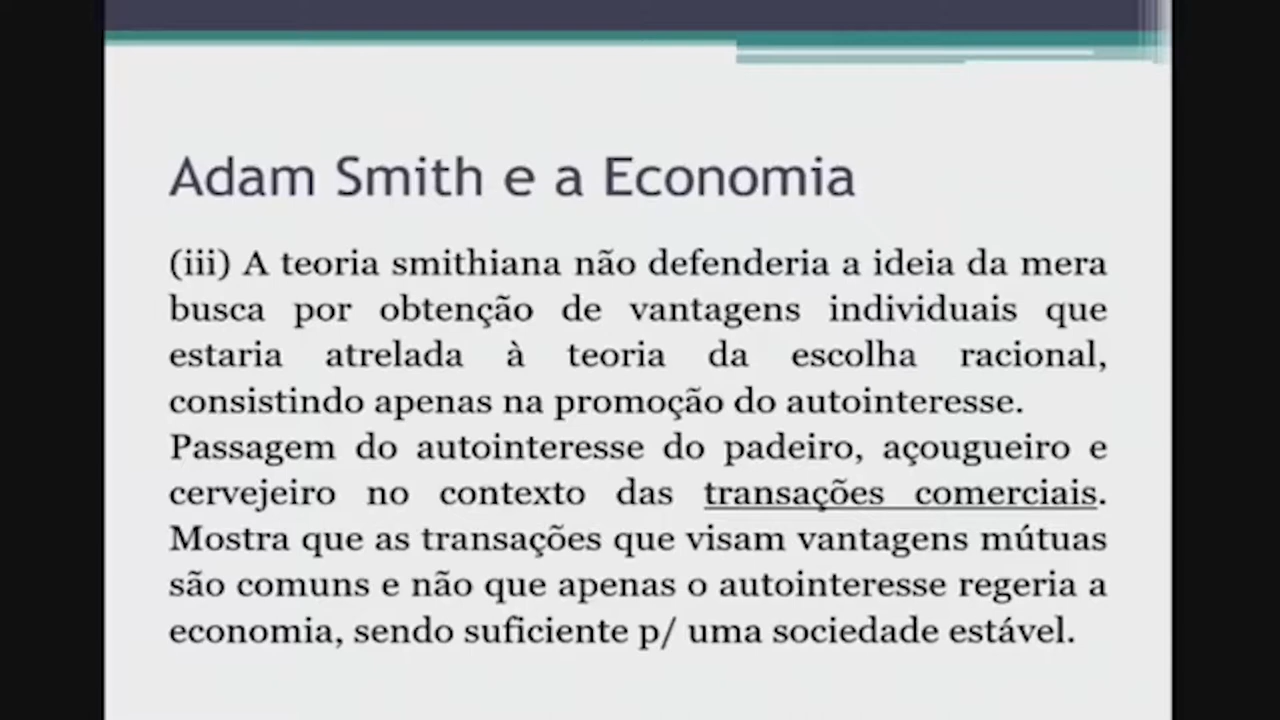 Adam Smith e a Economia
(iii) A teoria smithiana não defenderia a ideia da mera
busca por obtenção de vantagens individuais que
estaria atrelada à teoria da escolha racional,
consistindo apenas na promoção do autointeresse.
Passagem do autointeresse do padeiro, açougueiro e
cervejeiro no contexto das transações comerciais.
Mostra que as transações que visam vantagens mútuas
são comuns e não que apenas o autointeresse regeria a
economia, sendo suficiente p/ uma sociedade estável.